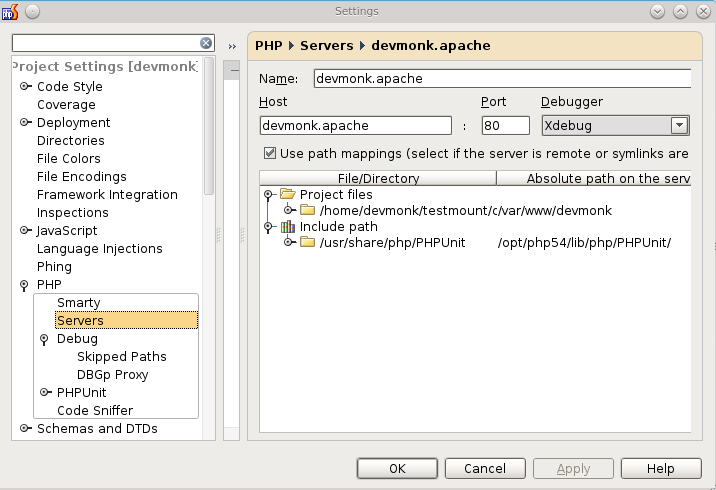 Settings
»
PHP Servers devmonk.apache
Project Settings [devmonk]
Code Style
Coverage
Deployment
Directories
File Colors
File Encodings
Framework Integration
Inspections
JavaScript
Language Injections
Phing
PHP
Smarty
Servers
Debug
Skipped Paths
DBGp Proxy
PHPUnit
Code Sniffer
Schemas and DTDs
Name: devmonk.apache
Host Port Debugger
devmonk.apache : 80 Xdebug
Use path mappings (select if the server is remote or symlinks are
File/Directory Absolute path on the serv
Project files
/home/devmonk/testmount/c/var/www/devmonk
Include path
/usr/share/php/PHPUnit /opt/php54/lib/php/PHPUnit/
OK Cancel Apply Help